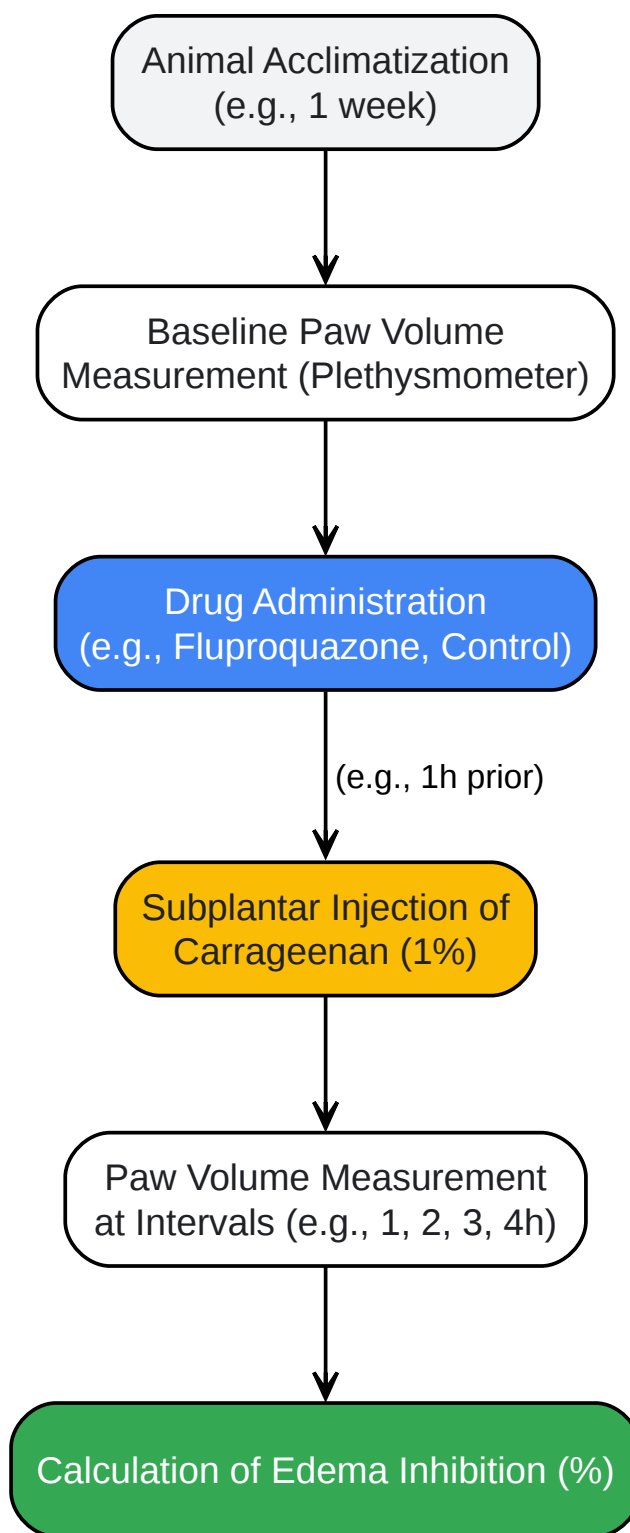 Animal Acclimatization
(e.g., 1 week)
Baseline Paw Volume
Measurement (Plethysmometer)
Drug Administration
(e.g., Fluproquazone, Control)
(e.g., 1h prior)
Subplantar Injection of
Carrageenan (1%)
Paw Volume Measurement
at Intervals (e.g., 1, 2, 3, 4h)
Calculation of Edema Inhibition (%)